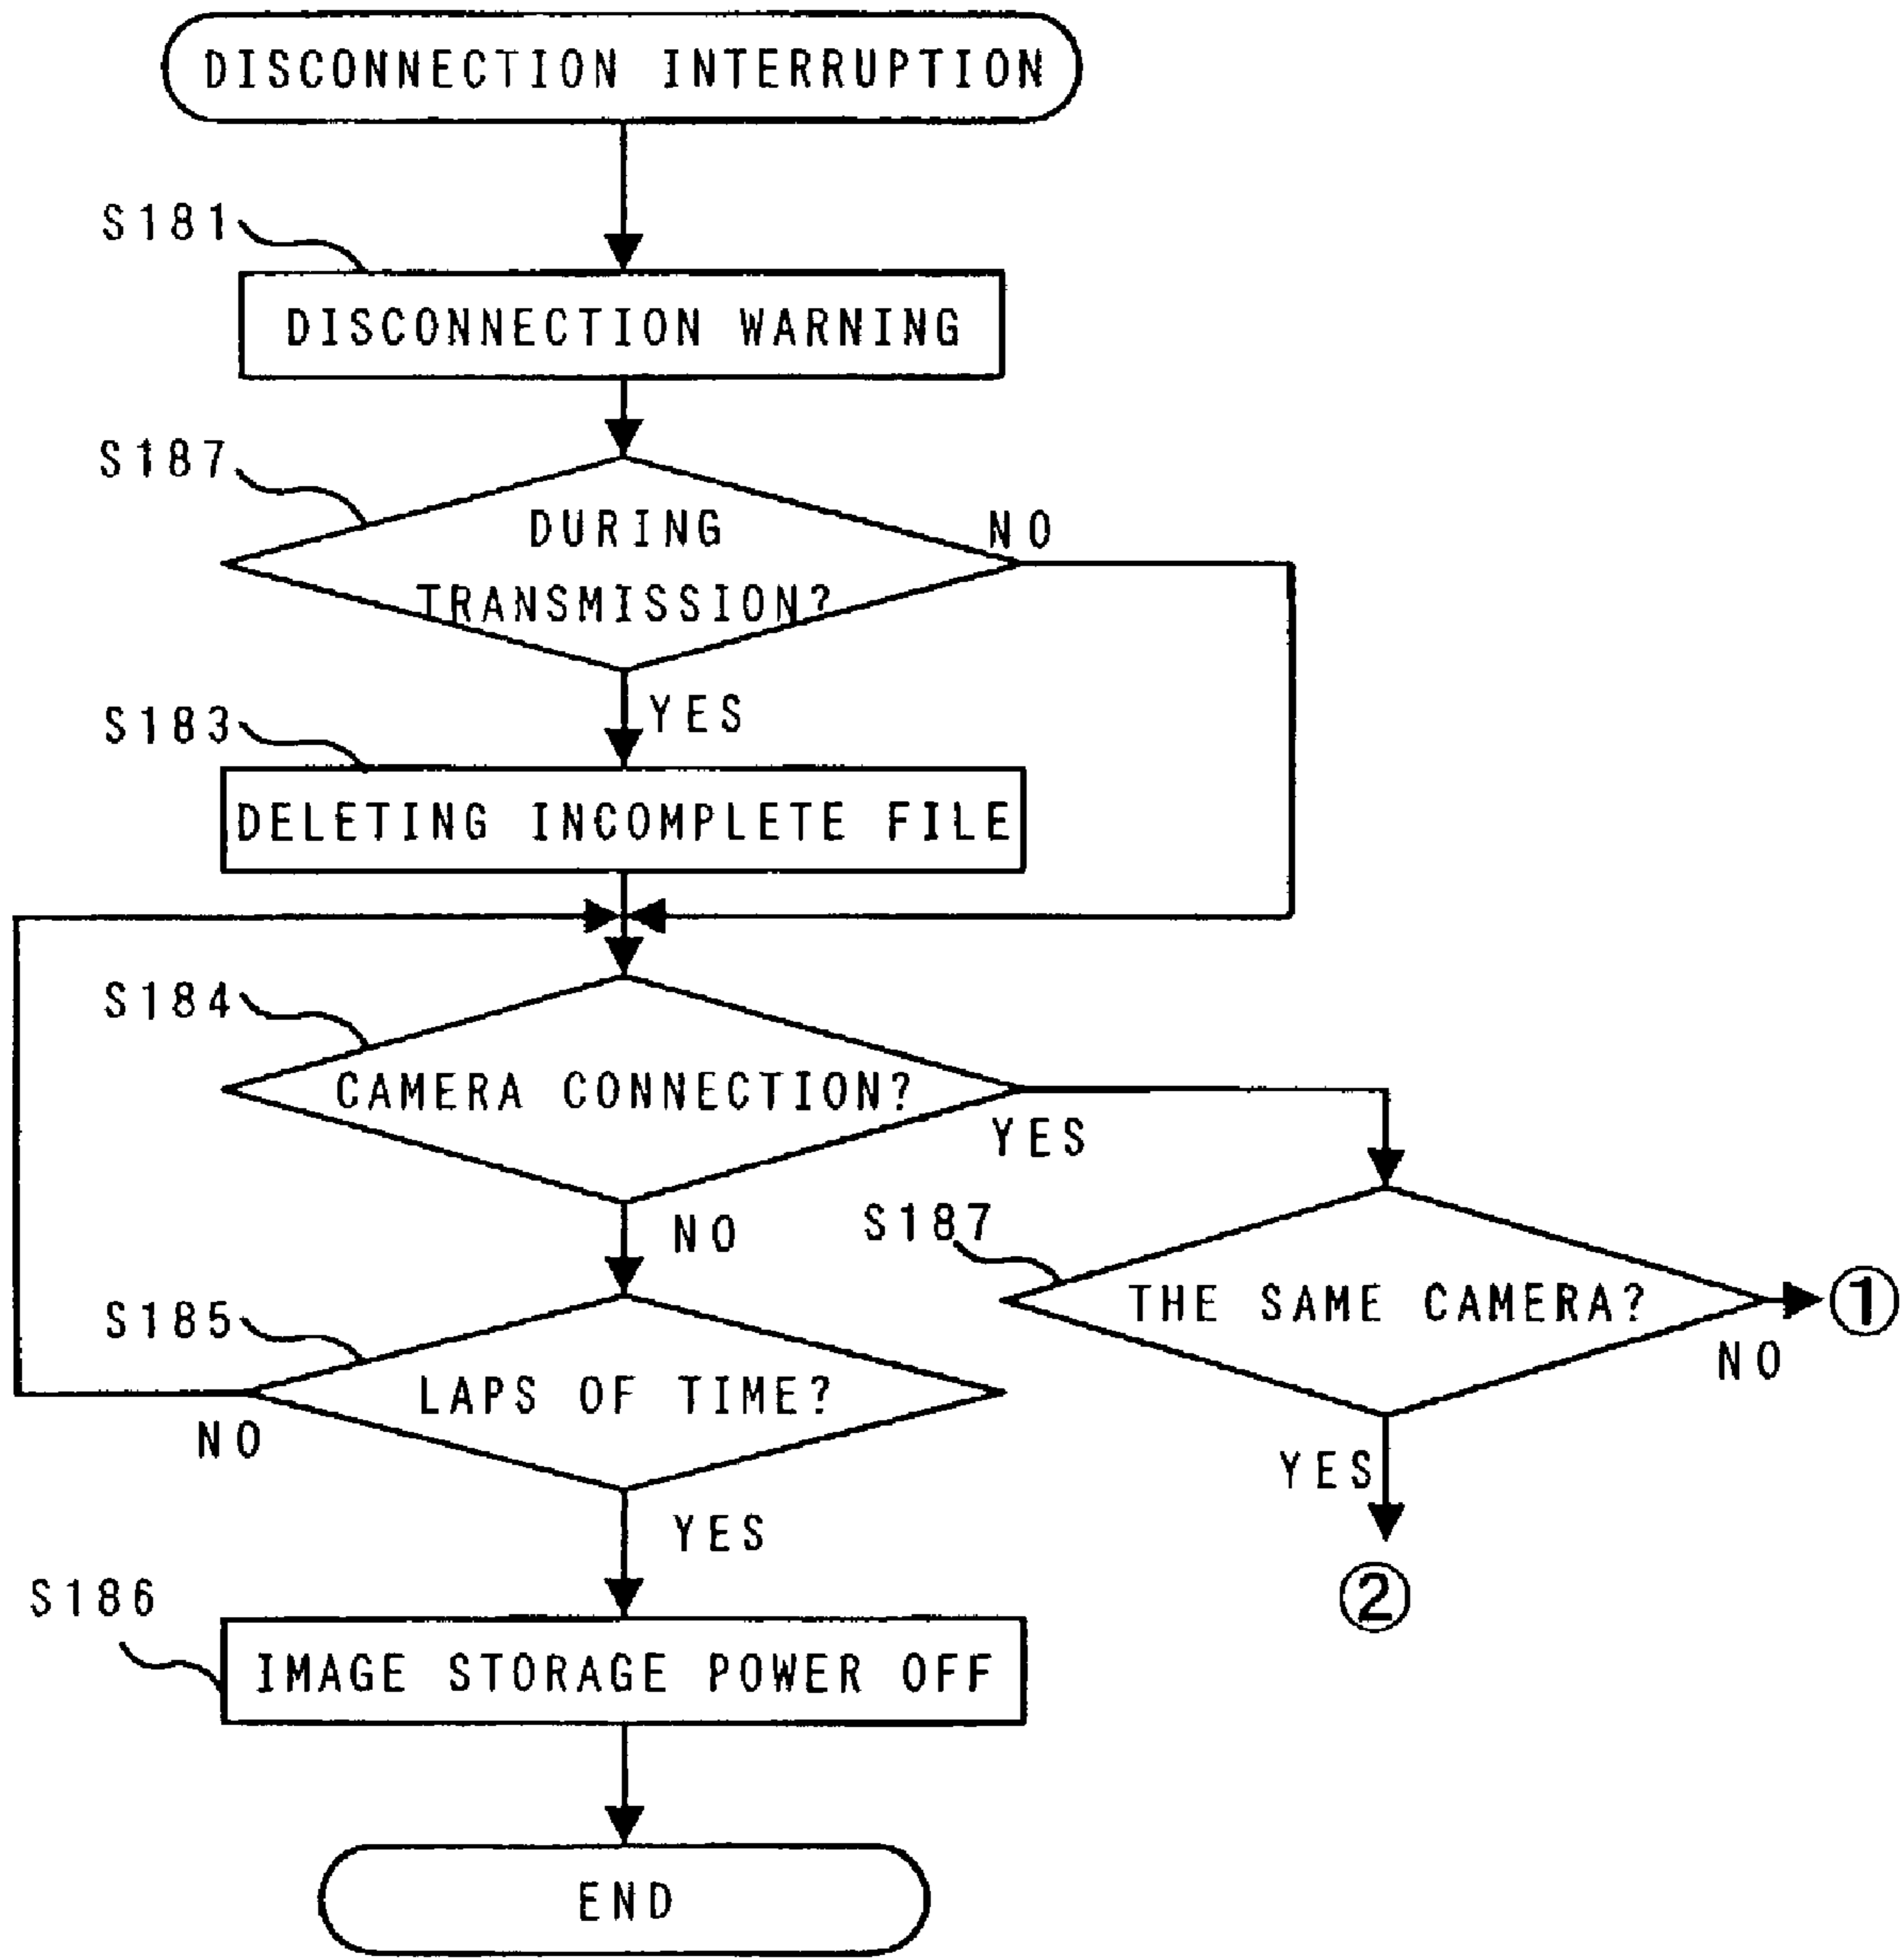 DISCONNECTION INTERRUPTION
S181
DISCONNECTION WARNING
S187
DURING
NO
TRANSMISSION?
YES
S183
DELETING INCOMPLETE FILE
S184
CAMERA CONNECTION?
YES
NO
S187
THE SAME CAMERA?
①
NO
S185
LAPS OF TIME?
NO
YES
YES
②
S186
IMAGE STORAGE POWER OFF
END